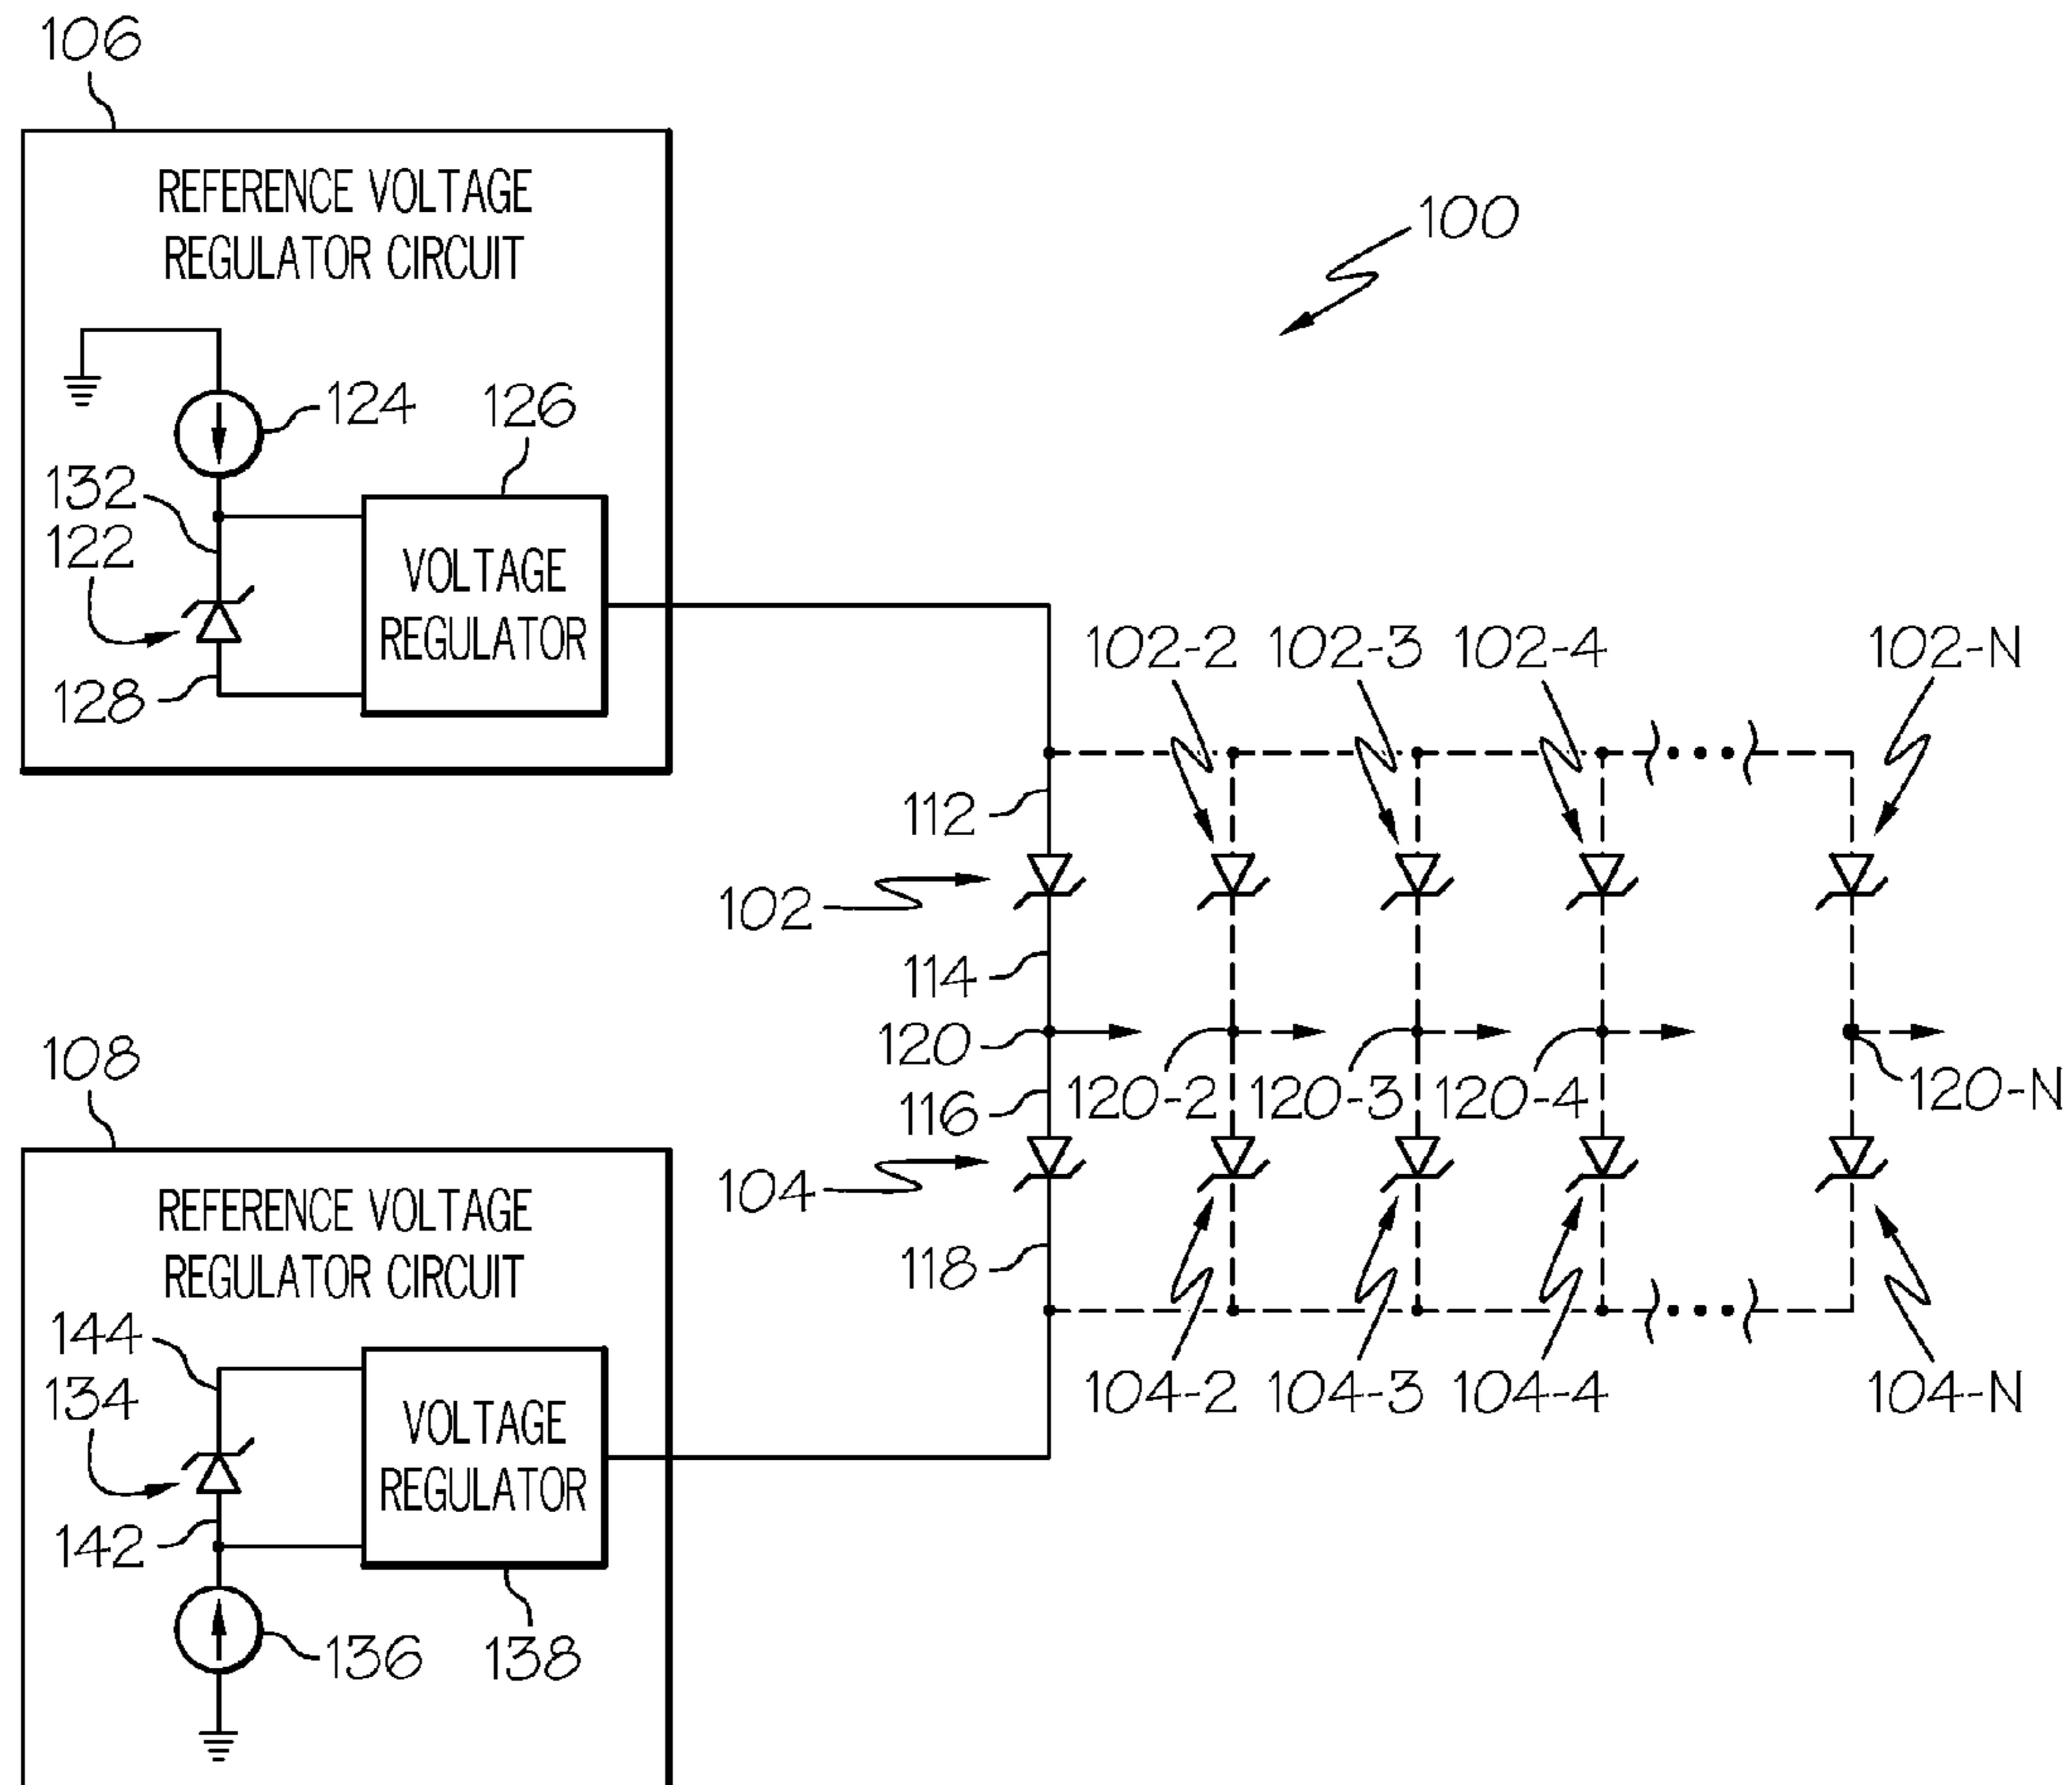 106
REFERENCE VOLTAGE
REGULATOR CIRCUIT
100
124
126
132
122
VOLTAGE
REGULATOR
128
102-2 102-3 102-4 102-N
112
102
114
120
120-2 120-3 120-4 120-N
116
104
118
108
REFERENCE VOLTAGE
REGULATOR CIRCUIT
144
134
VOLTAGE
REGULATOR
142
104-2 104-3 104-4 104-N
136
138